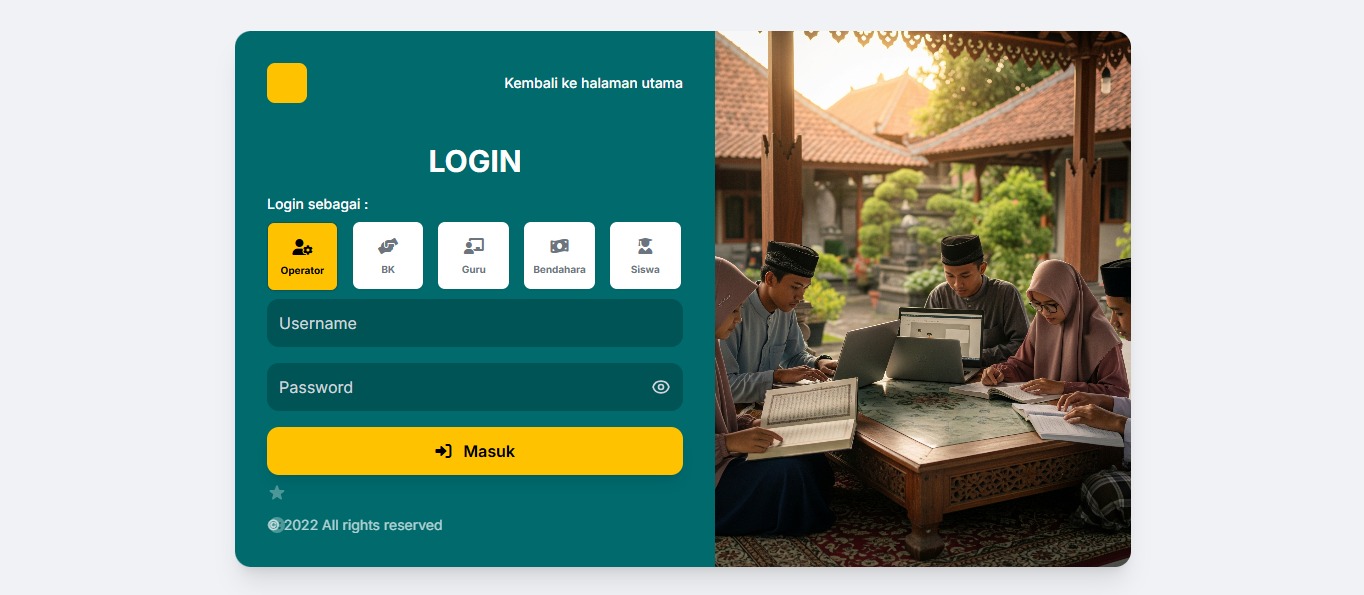 Kembali ke halaman utama
LOGIN
Login sebagai :
Operator
BK
Guru
Bendahara
Siswa
Username
Password
Masuk
© 2022 All rights reserved